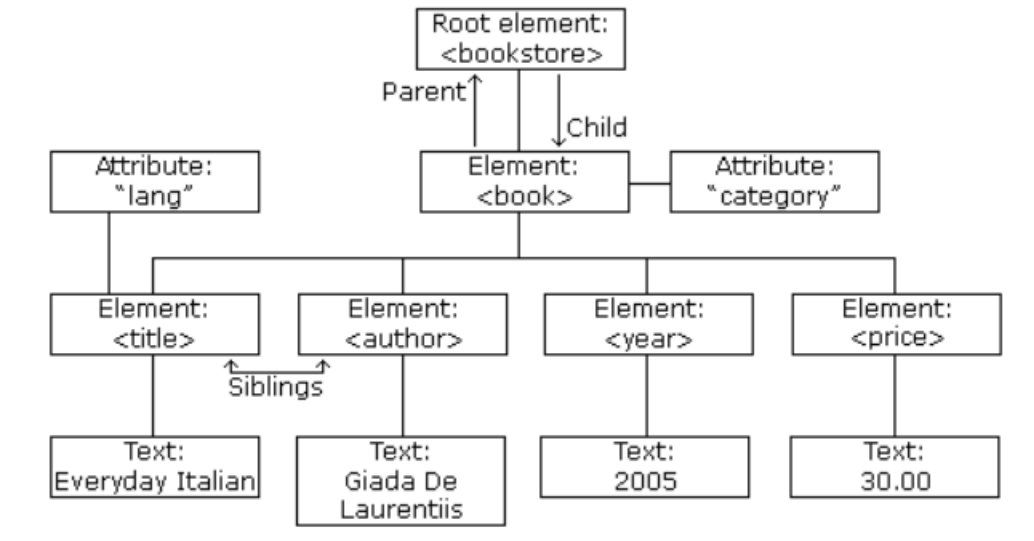 Root element:
<bookstore>
Parent
Child
Attribute:
“lang”
Element:
<book>
Attribute:
“category”
Element:
<title>
Element:
<author>
Element:
<year>
Element:
<price>
Siblings
Text:
Everyday Italian
Text:
Giada De
Laurentiis
Text:
2005
Text:
30.00